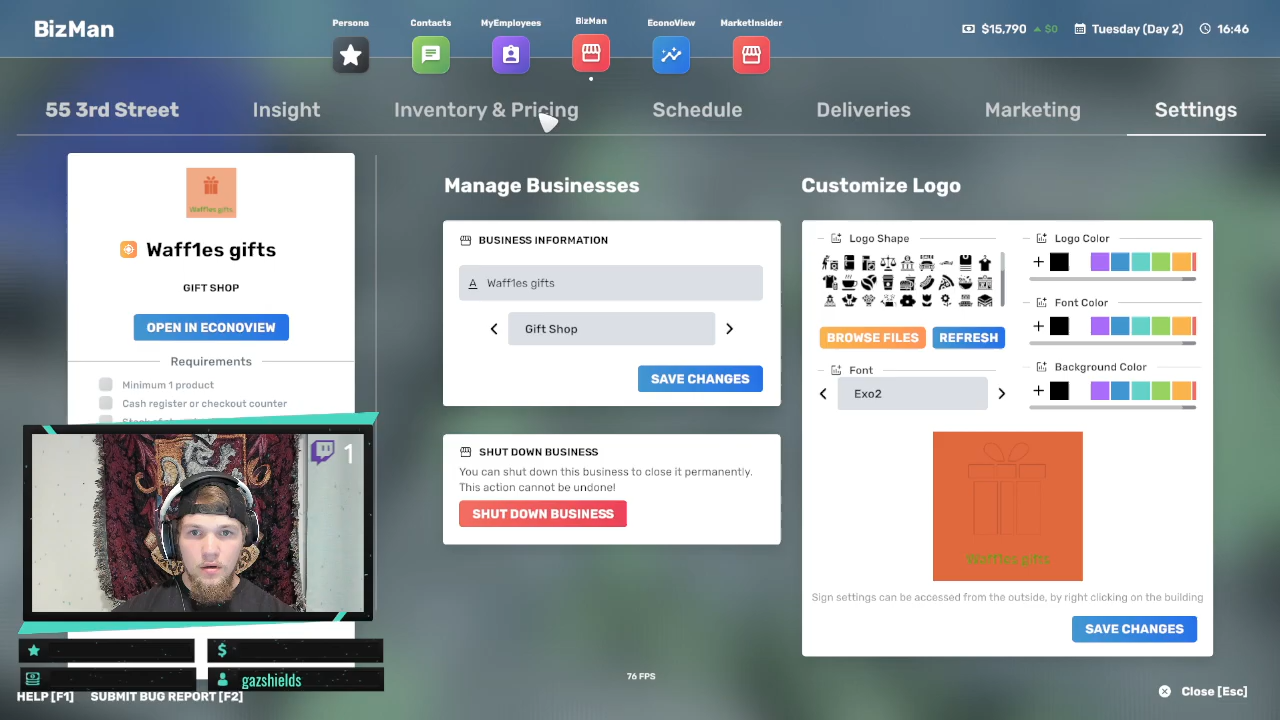 BizMan
Persona
Contacts
MyEmployees
BizMan
EconoView
MarketInsider
$15,790 $0
Tuesday (Day 2)
16:46
55 3rd Street
Insight
Inventory & Pricing
Schedule
Deliveries
Marketing
Settings
Waff1es gifts
Waff1es gifts
GIFT SHOP
OPEN IN ECONOVIEW
Requirements
Minimum 1 product
Cash register or checkout counter
Manage Businesses
BUSINESS INFORMATION
Waff1es gifts
Gift Shop
SAVE CHANGES
SHUT DOWN BUSINESS
You can shut down this business to close it permanently.
This action cannot be undone!
SHUT DOWN BUSINESS
Customize Logo
Logo Shape
BROWSE FILES
REFRESH
Font
Exo2
Logo Color
Font Color
Background Color
Waff1es gifts
Sign settings can be accessed from the outside, by right clicking on the building
SAVE CHANGES
1
$
gazshields
HELP [F1]
SUBMIT BUG REPORT [F2]
76 FPS
Close [Esc]